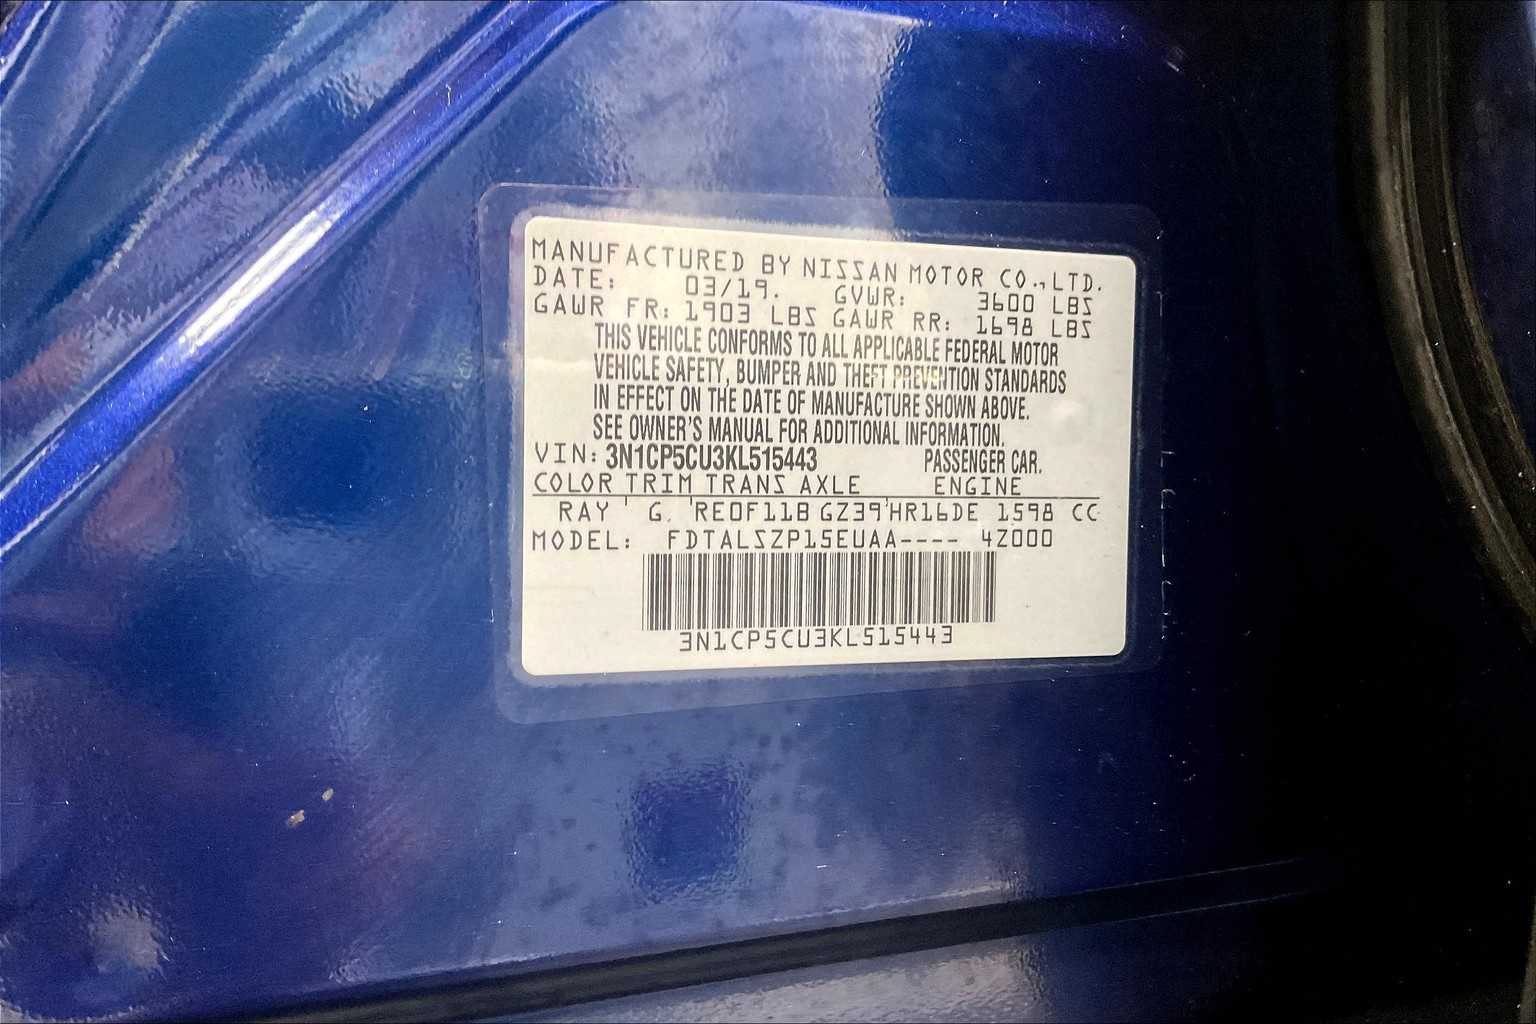 MANUFACTURED BY NISSAN MOTOR CO.,LTD.
DATE: 03/19. GVWR: 3600 LBS
GAWR FR: 1903 LBS GAWR RR: 1698 LBS
THIS VEHICLE CONFORMS TO ALL APPLICABLE FEDERAL MOTOR
VEHICLE SAFETY, BUMPER AND THEFT PREVENTION STANDARDS
IN EFFECT ON THE DATE OF MANUFACTURE SHOWN ABOVE.
SEE OWNER'S MANUAL FOR ADDITIONAL INFORMATION.
VIN: 3N1CP5CU3KL515443 PASSENGER CAR.
COLOR TRIM TRANS AXLE ENGINE
RAY G. RE0F11B GZ39 HR16DE 1598 CC
MODEL: FDTALSZP15EUAA---- 4Z000
3N1CP5CU3KL515443